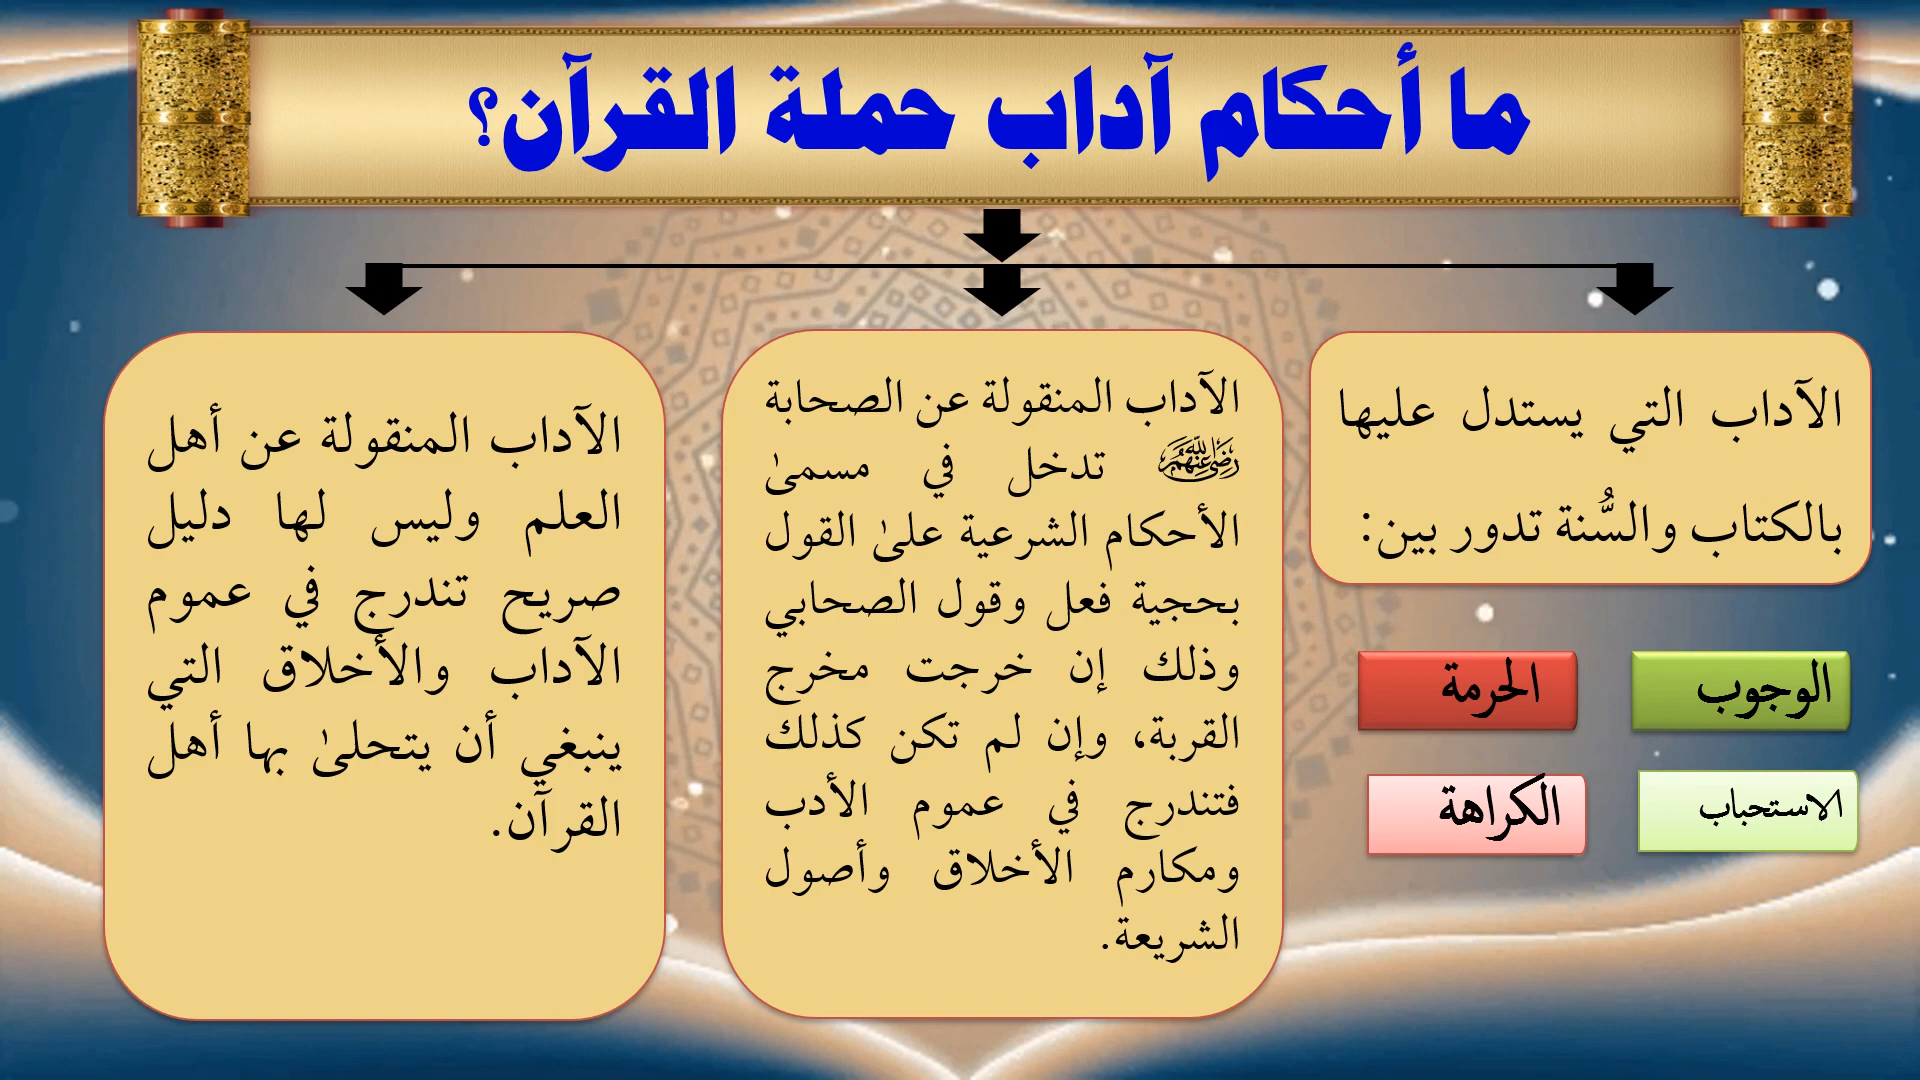 ما أحكام آداب حملة القرآن؟
الآداب التي يستدل عليها
بالكتاب والسُّنة تدور بين:
الوجوب
الحرمة
الاستحباب
الكراهة
الآداب المنقولة عن الصحابة
رضي الله عنهم تدخل في مسمىٰ
الأحكام الشرعية علىٰ القول
بحجية فعل وقول الصحابي
وذلك إن خرجت مخرج
القربة، وإن لم تكن كذلك
فتندرج في عموم الأدب
ومكارم الأخلاق وأصول
الشريعة.
الآداب المنقولة عن أهل
العلم وليس لها دليل
صريح تندرج في عموم
الآداب والأخلاق التي
ينبغي أن يتحلىٰ بها أهل
القرآن.